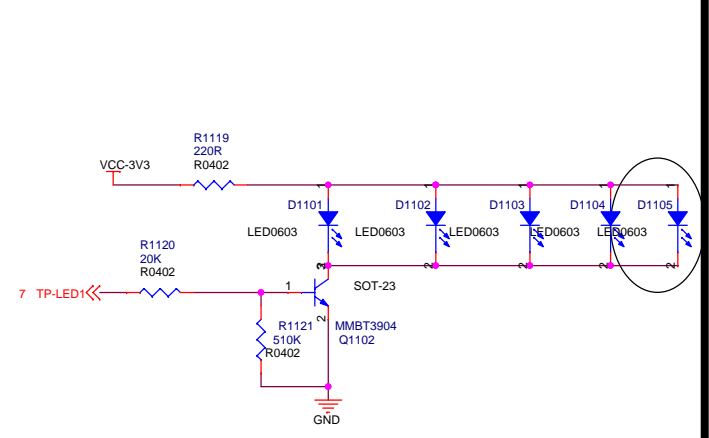 R1119
220R
R0402
VCC-3V3
1 1 1 1 1
D1101 D1102 D1103 D1104 D1105
LED0603 LED0603 LED0603 LED0603 LED0603
R1120
20K
R0402
2 2 2 2
3
SOT-23
1
7 TP-LED1
R1121
510K
R0402
2
MMBT3904
Q1102
GND